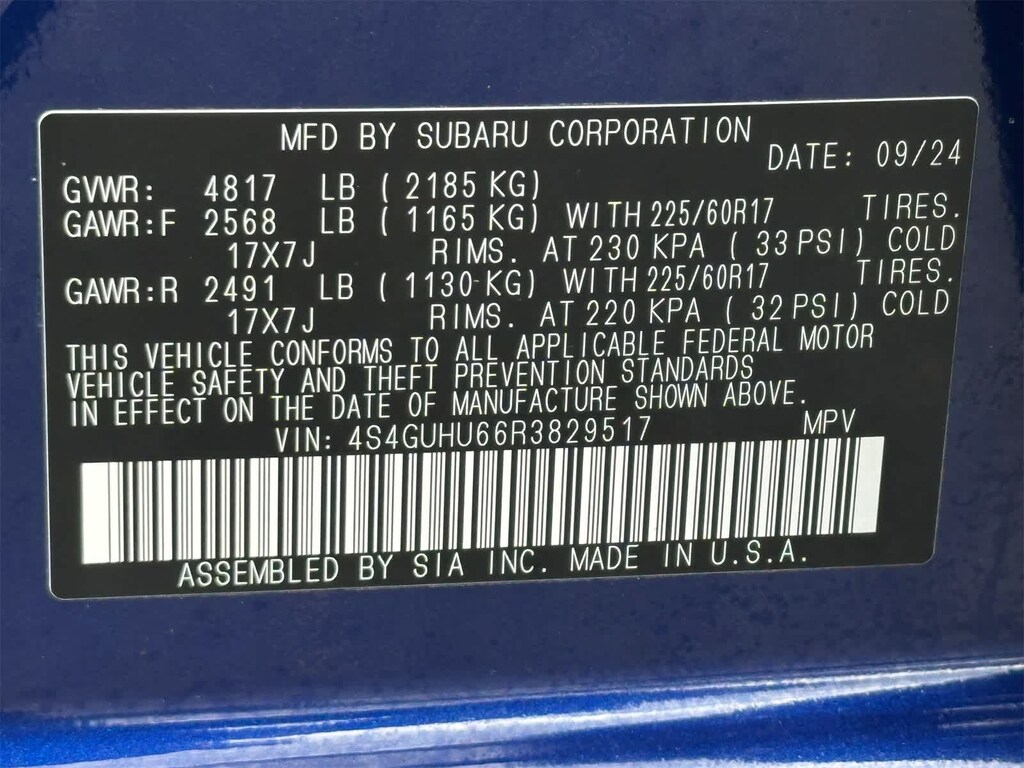 MFD BY SUBARU CORPORATION
DATE: 09/24
GVWR: 4817 LB ( 2185 KG)
GAWR:F 2568 LB ( 1165 KG) WITH 225/60R17 TIRES.
17X7J RIMS. AT 230 KPA ( 33 PSI) COLD
GAWR:R 2491 LB ( 1130 KG) WITH 225/60R17 TIRES.
17X7J RIMS. AT 220 KPA ( 32 PSI) COLD
THIS VEHICLE CONFORMS TO ALL APPLICABLE FEDERAL MOTOR
VEHICLE SAFETY AND THEFT PREVENTION STANDARDS
IN EFFECT ON THE DATE OF MANUFACTURE SHOWN ABOVE.
VIN: 4S4GUHU66R3829517 MPV
ASSEMBLED BY SIA INC. MADE IN U.S.A.